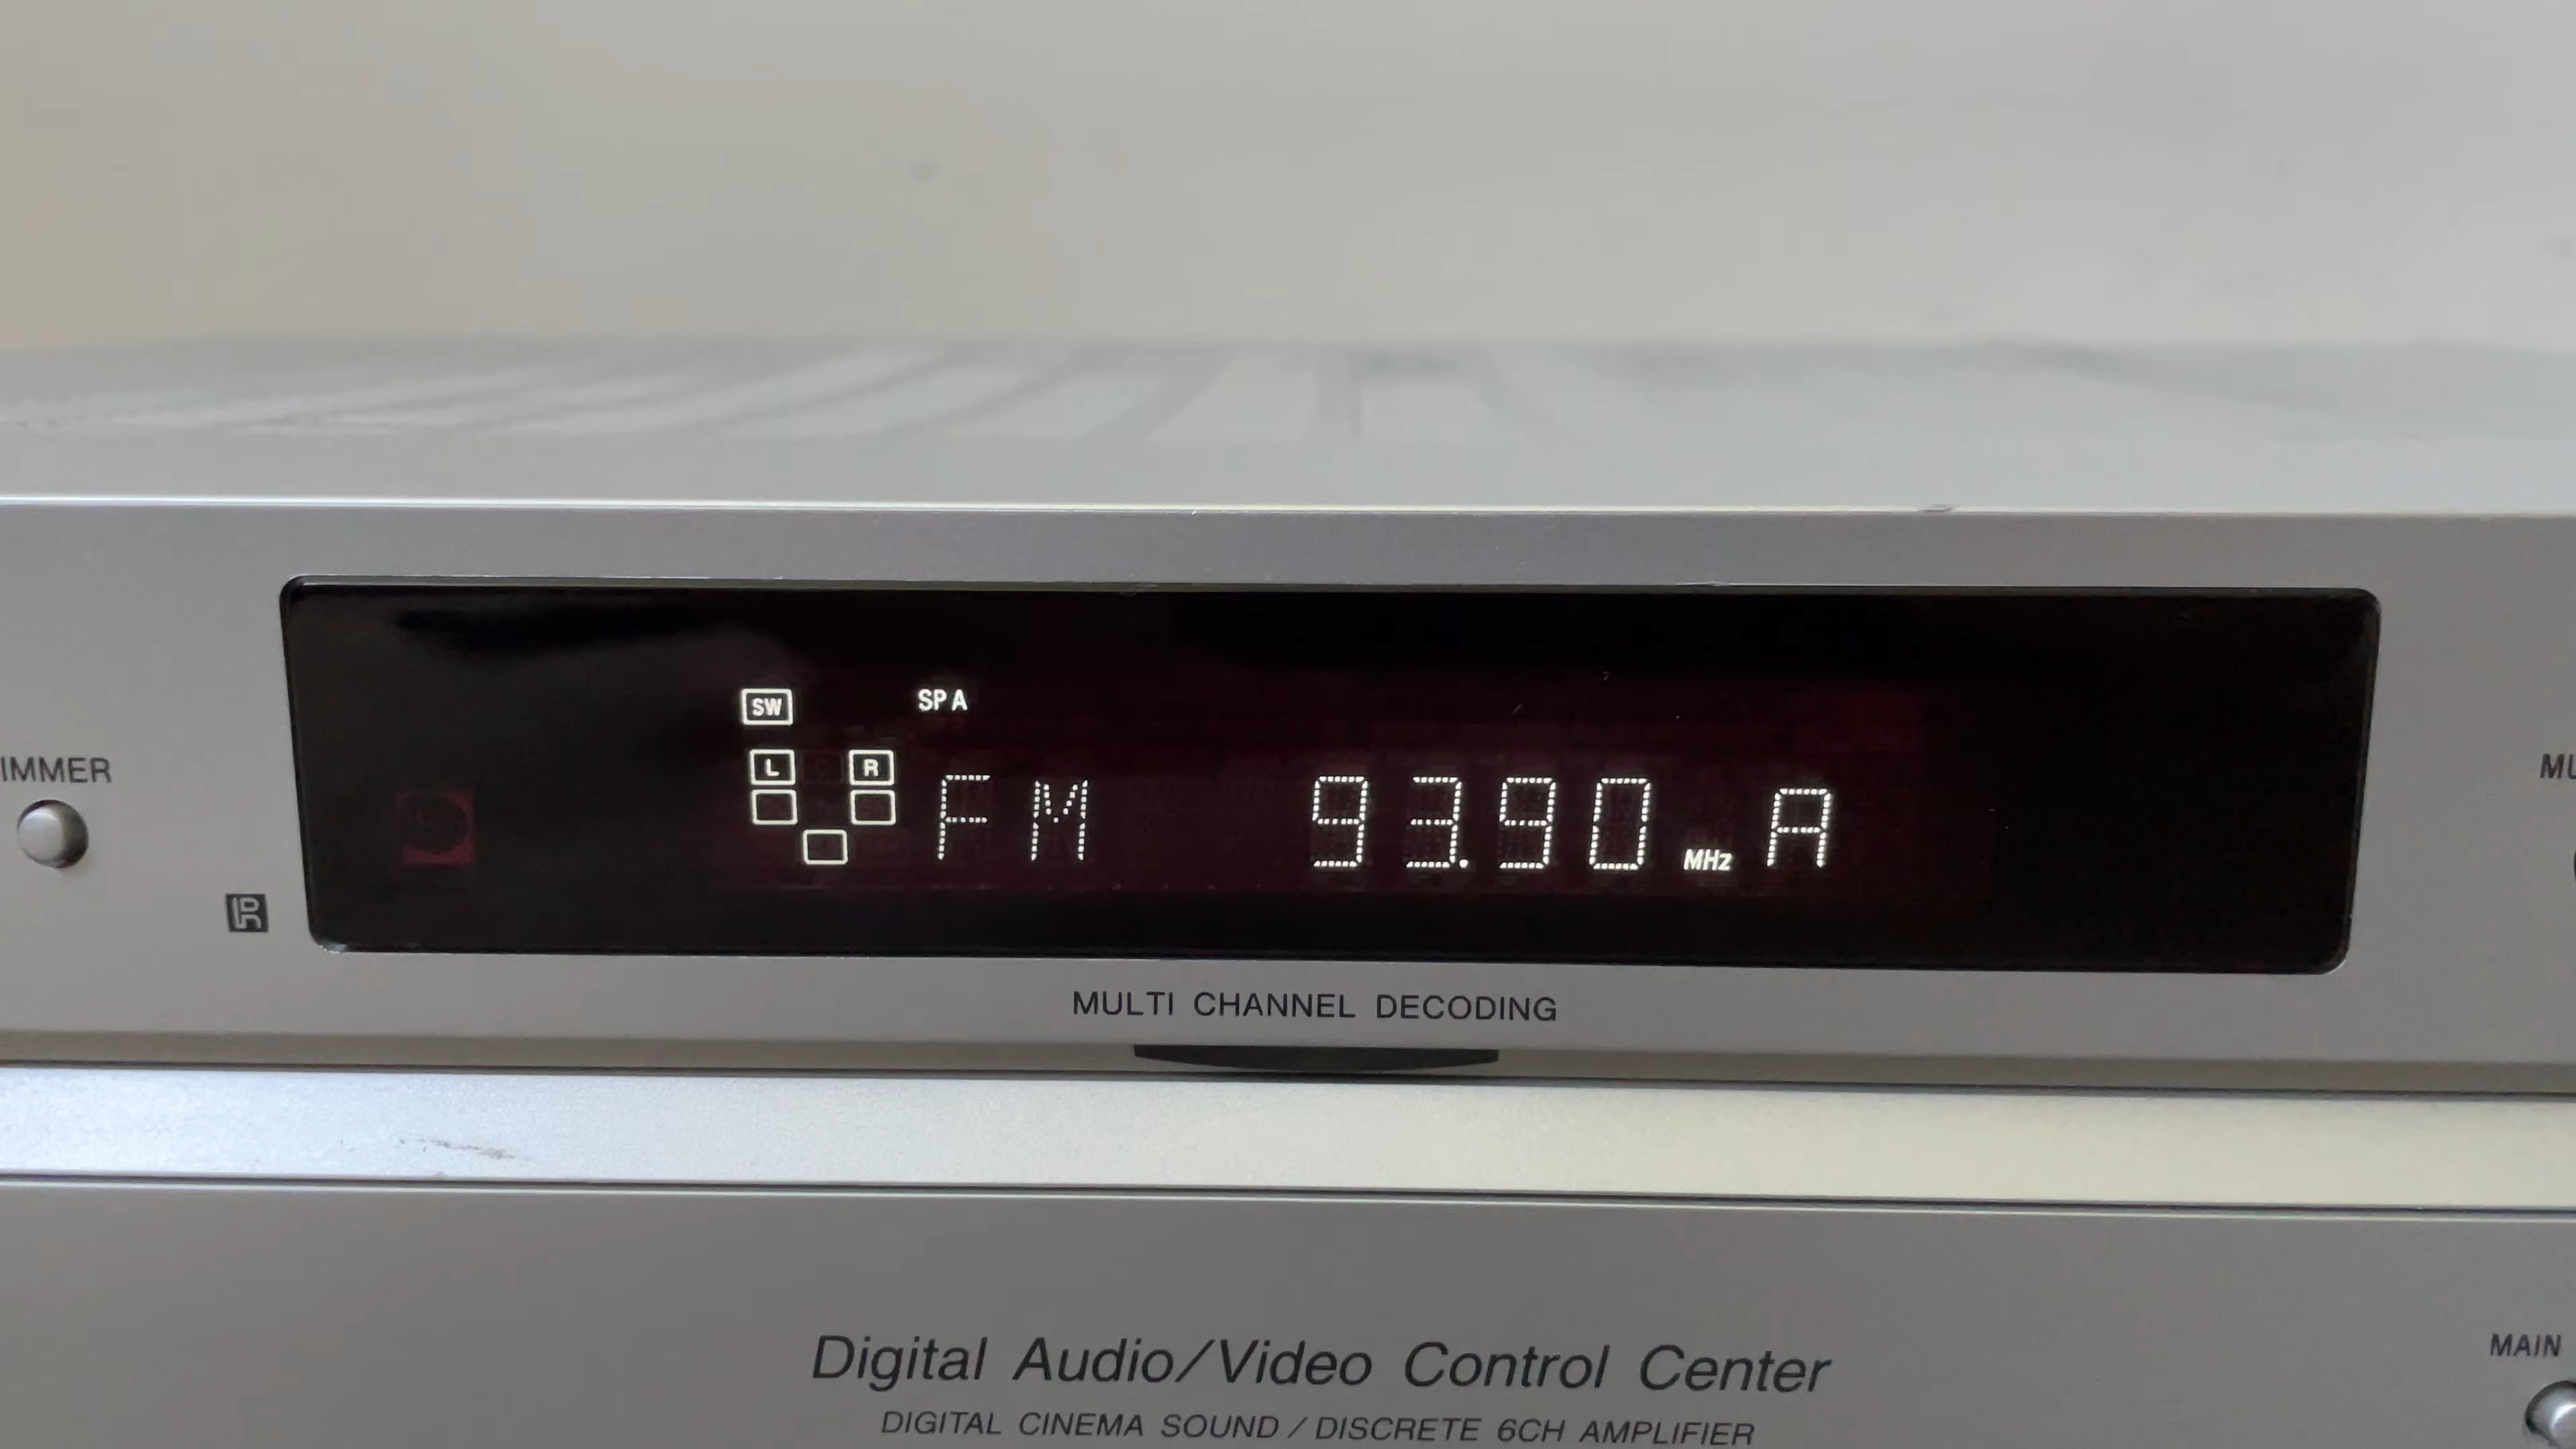 SW
SP A
L R
FM 93.90 MHz A
IMMER
MU
MULTI CHANNEL DECODING
Digital Audio/Video Control Center
DIGITAL CINEMA SOUND / DISCRETE 6CH AMPLIFIER
MAIN